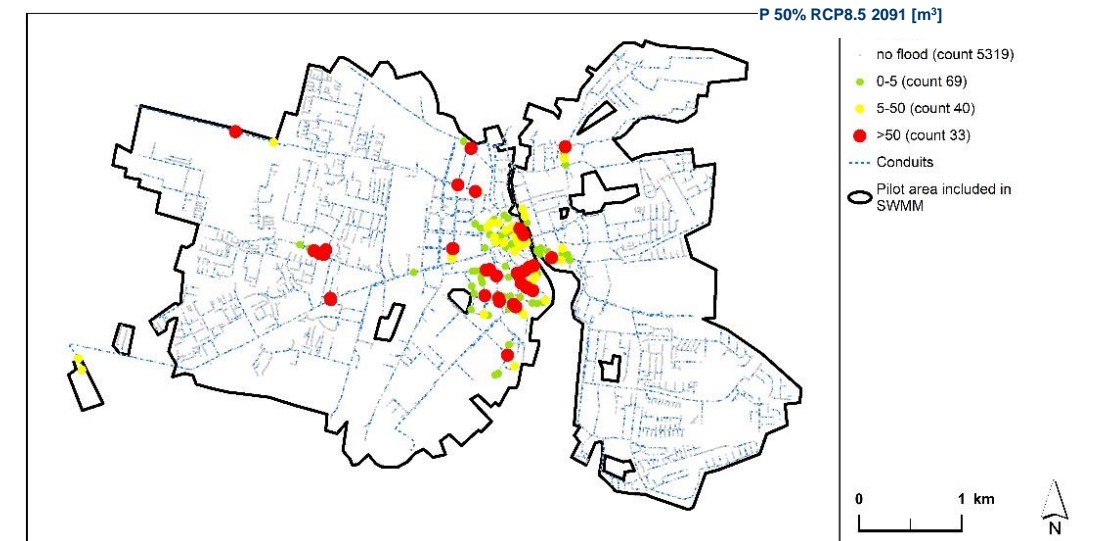 P 50% RCP8.5 2091 [m³]
no flood (count 5319)
0-5 (count 69)
5-50 (count 40)
>50 (count 33)
Conduits
Pilot area included in
SWMM
0 1 km
N